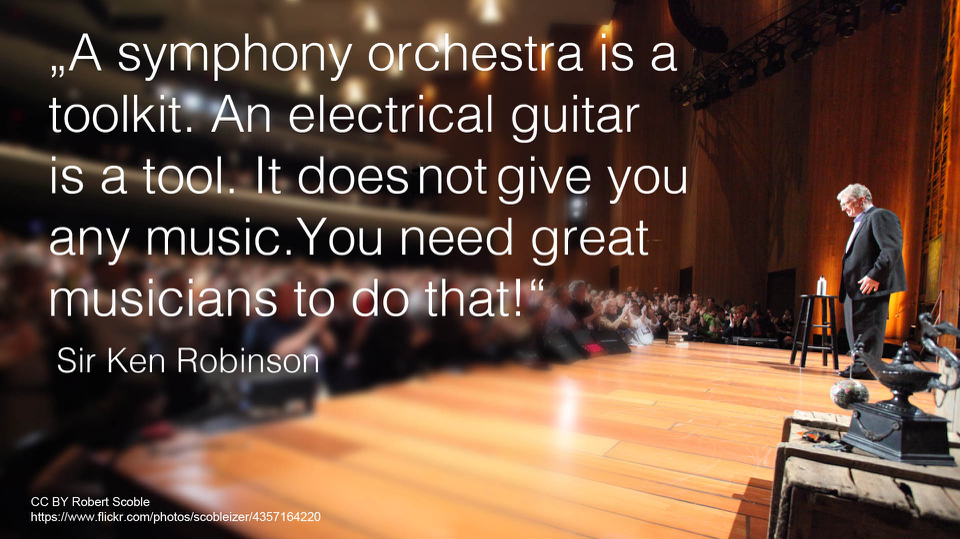 „A symphony orchestra is a
toolkit. An electrical guitar
is a tool. It does not give you
any music. You need great
musicians to do that!“
Sir Ken Robinson
CC BY Robert Scoble
https://www.flickr.com/photos/scobleizer/4357164220